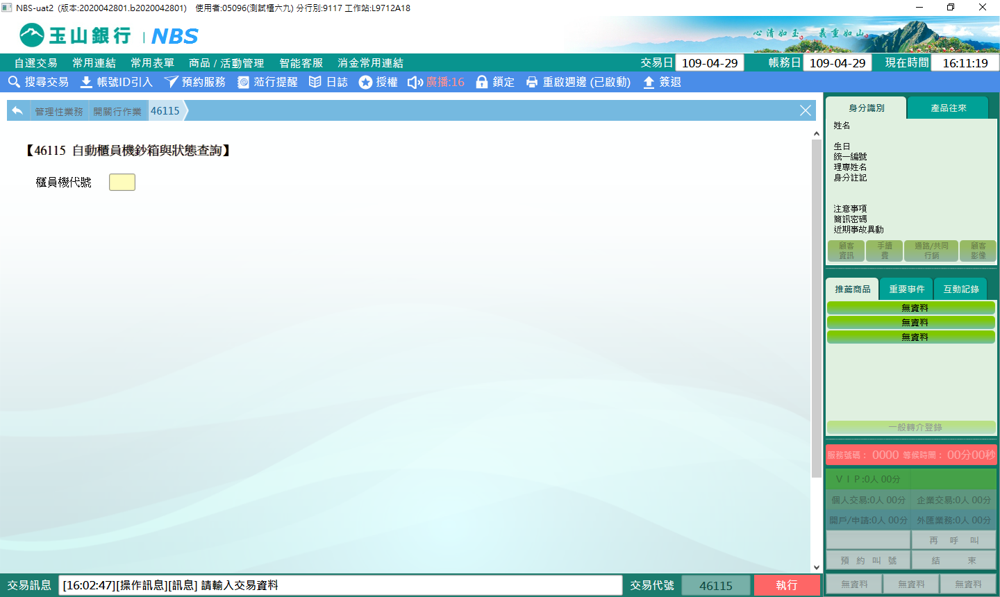 NBS-uat2 (版本:2020042801.b2020042801) 使用者:05096(測試櫃六九) 分行別:9117 工作站:L9712A18
玉山銀行 NBS
心清如玉。 義重如山。
自選交易 常用連結 常用表單 商品 / 活動管理 智能客服 消金常用連結 交易日 109-04-29 帳務日 109-04-29 現在時間 16:11:19
搜尋交易 帳號ID引入 預約服務 蒞行提醒 日誌 授權 廣播:16 鎖定 重啟週邊 (已啟動) 簽退
管理性業務 開關行作業 46115
【46115 自動櫃員機鈔箱與狀態查詢】
櫃員機代號
身分識別 產品往來
姓名
生日
統一編號
理專姓名
身分註記
注意事項
簡訊密碼
近期事故異動
顧客資訊 手續費 通路/共同行銷 顧客影像
推薦商品 重要事件 互動記錄
無資料
無資料
無資料
一般轉介登錄
服務號碼： 0000 等候時間： 00分00秒
ＶＩＰ:0人 00分
個人交易:0人 00分 企業交易:0人 00分
開戶/申請:0人 00分 外匯業務:0人 00分
再 呼 叫
預 約 叫 號 結 束
無資料 無資料 無資料
交易訊息 [16:02:47][操作訊息][訊息] 請輸入交易資料 交易代號 46115 執行